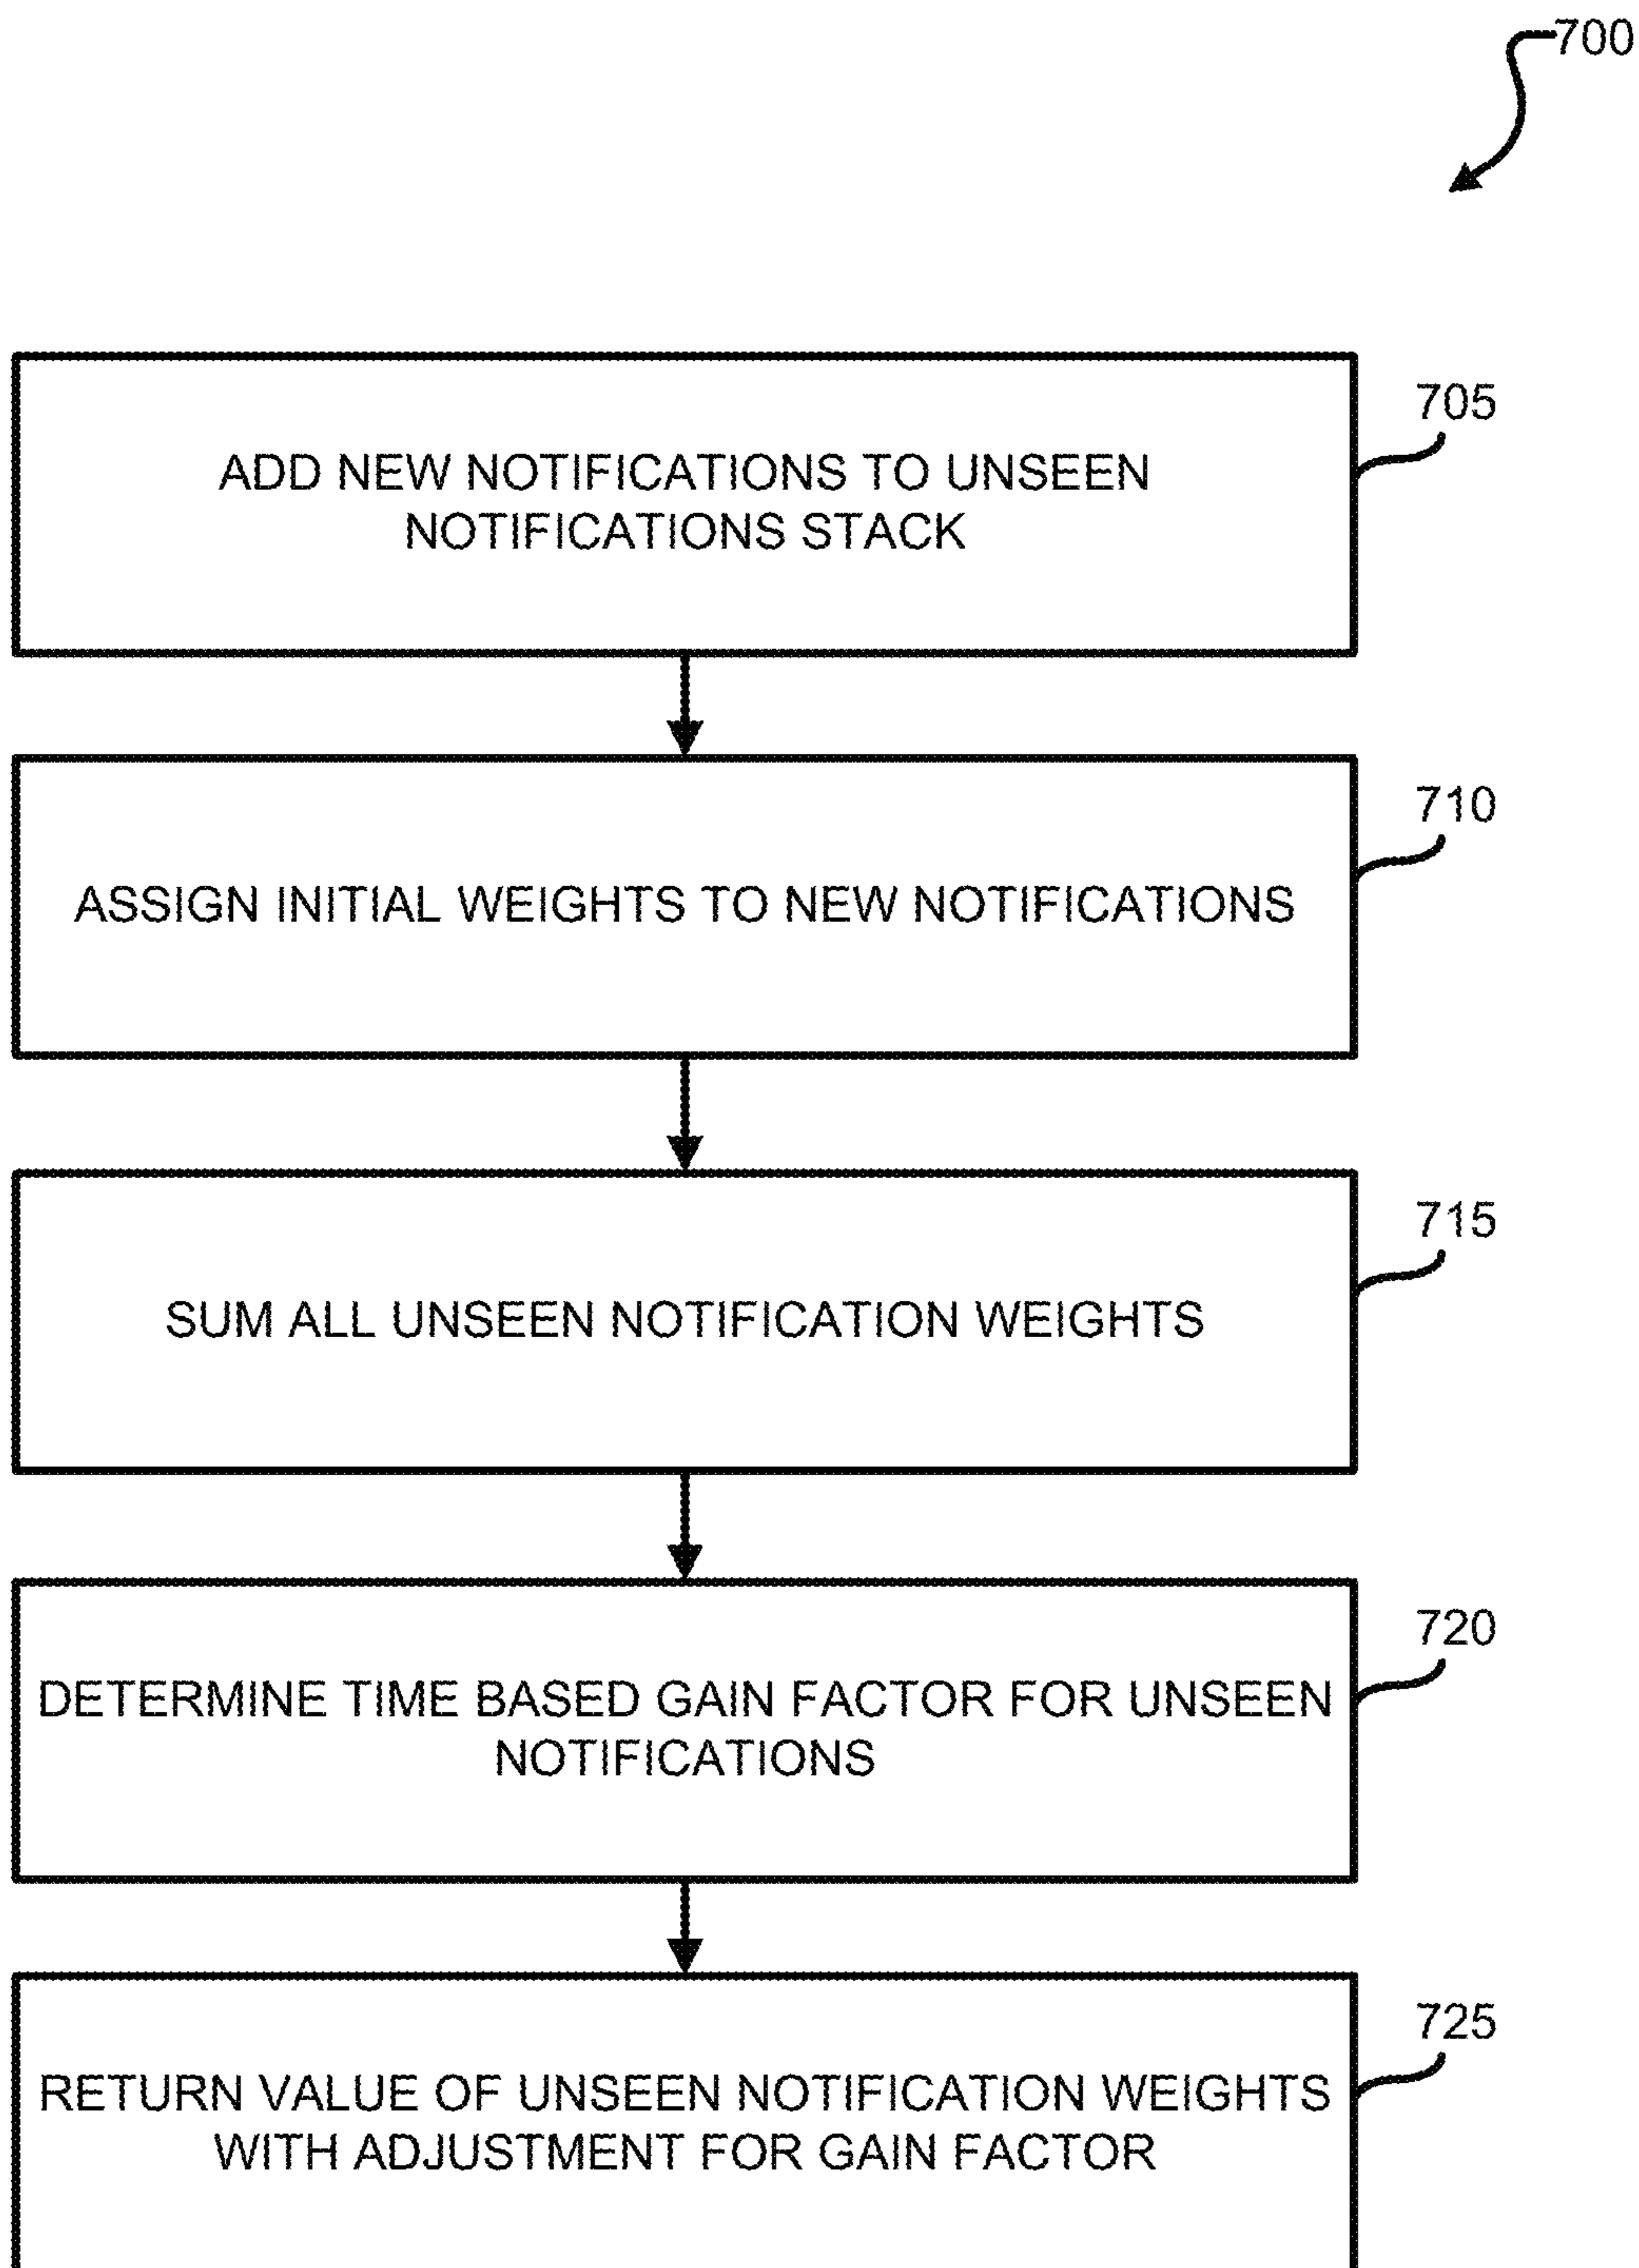 700
705
ADD NEW NOTIFICATIONS TO UNSEEN
NOTIFICATIONS STACK
710
ASSIGN INITIAL WEIGHTS TO NEW NOTIFICATIONS
715
SUM ALL UNSEEN NOTIFICATION WEIGHTS
720
DETERMINE TIME BASED GAIN FACTOR FOR UNSEEN
NOTIFICATIONS
725
RETURN VALUE OF UNSEEN NOTIFICATION WEIGHTS
WITH ADJUSTMENT FOR GAIN FACTOR